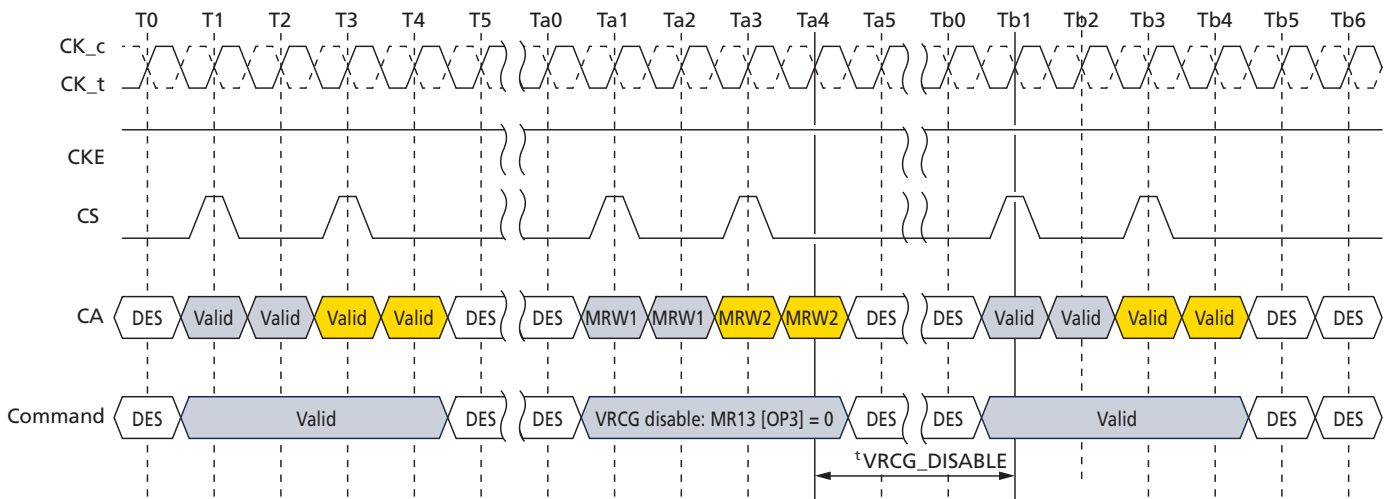 T0 T1 T2 T3 T4 T5 Ta0 Ta1 Ta2 Ta3 Ta4 Ta5 Tb0 Tb1 Tb2 Tb3 Tb4 Tb5 Tb6
CK_c
CK_t
CKE
CS
CA DES Valid Valid Valid Valid DES DES MRW1 MRW1 MRW2 MRW2 DES DES Valid Valid Valid Valid DES DES
Command DES Valid DES DES VRCG disable: MR13 [OP3] = 0 DES DES Valid DES DES
tVRCG_DISABLE